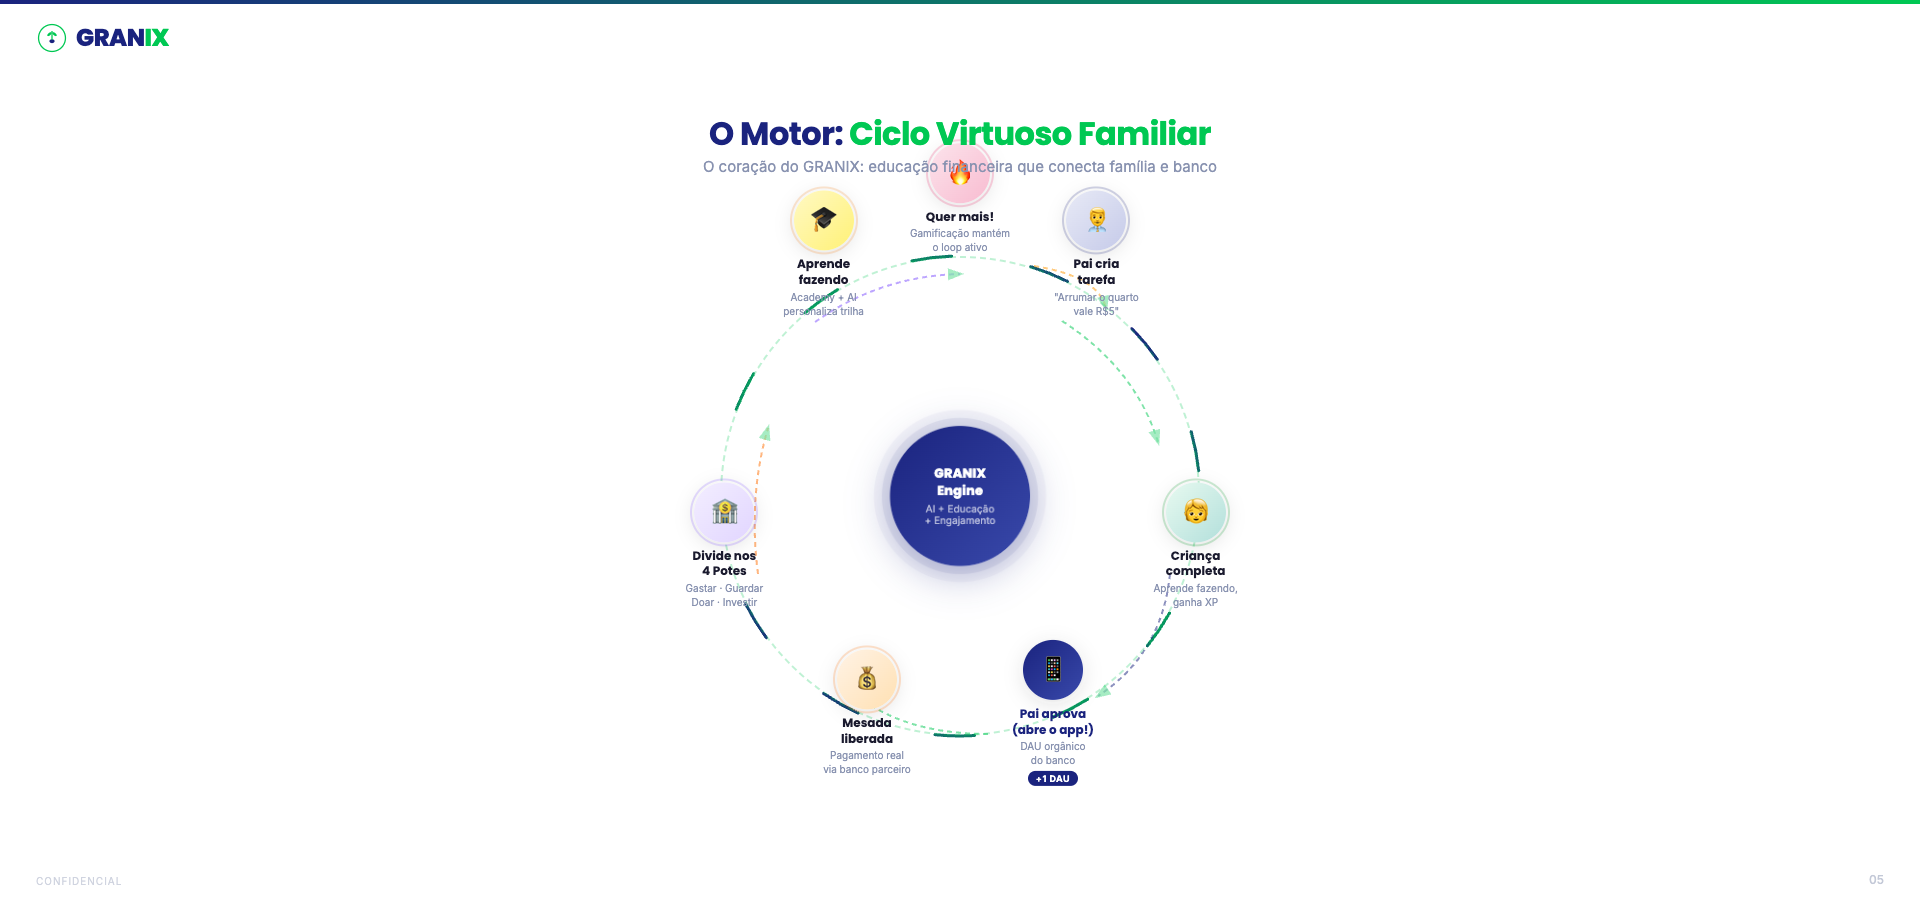 GRANIX
O Motor: Ciclo Virtuoso Familiar
O coração do GRANIX: educação financeira que conecta família e banco
Quer mais!
Gamificação mantém
o loop ativo
Aprende
fazendo
Academy + AI
personaliza trilha
Pai cria
tarefa
"Arrumar o quarto
vale R$5"
GRANIX
Engine
AI + Educação
+ Engajamento
Divide nos
4 Potes
Gastar · Guardar
Doar · Investir
Criança
completa
Aprende fazendo,
ganha XP
Mesada
liberada
Pagamento real
via banco parceiro
Pai aprova
(abre o app!)
DAU orgânico
do banco
+1 DAU
CONFIDENCIAL
05